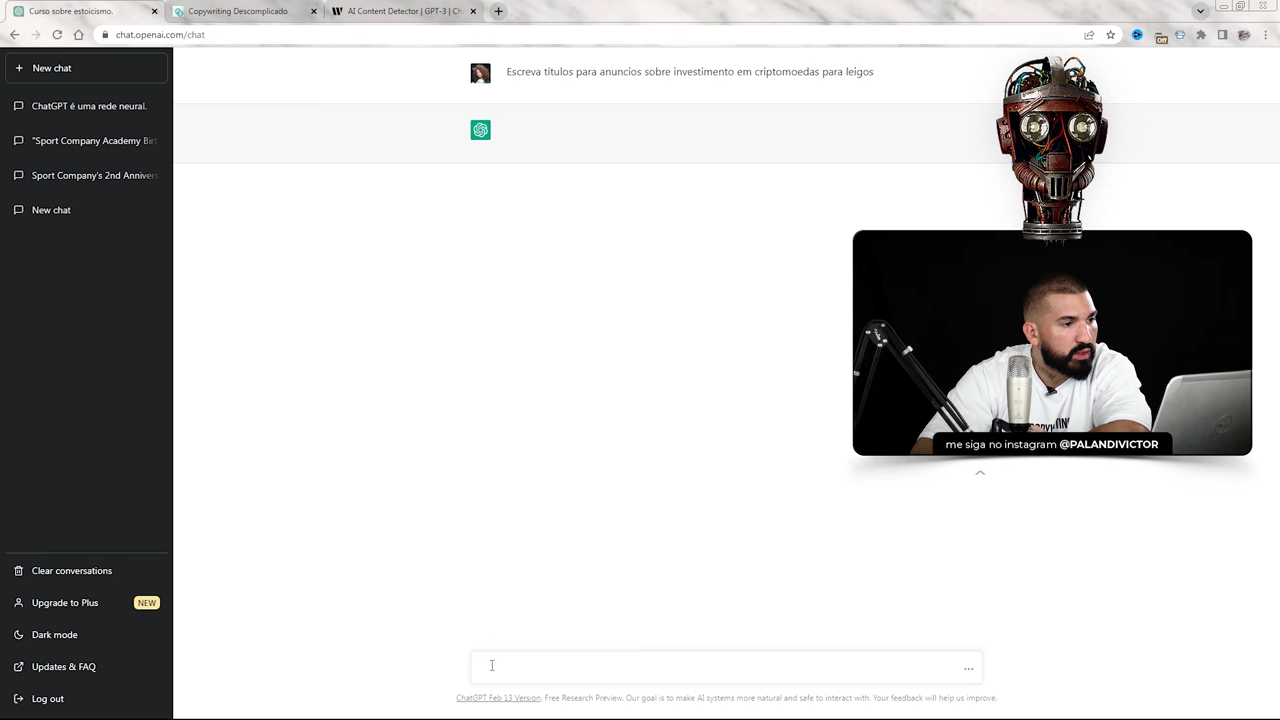 Curso sobre estoicismo.
Copywriting Descomplicado
AI Content Detector | GPT-3 | Ch
chat.openai.com/chat
Off
New chat
ChatGPT é uma rede neural.
"Sport Company Academy Birt
Sport Company's 2nd Anniver
New chat
Escreva títulos para anuncios sobre investimento em criptomoedas para leigos
me siga no instagram @PALANDIVICTOR
Clear conversations
Upgrade to Plus NEW
Dark mode
Updates & FAQ
Log out
ChatGPT Feb 13 Version. Free Research Preview. Our goal is to make AI systems more natural and safe to interact with. Your feedback will help us improve.